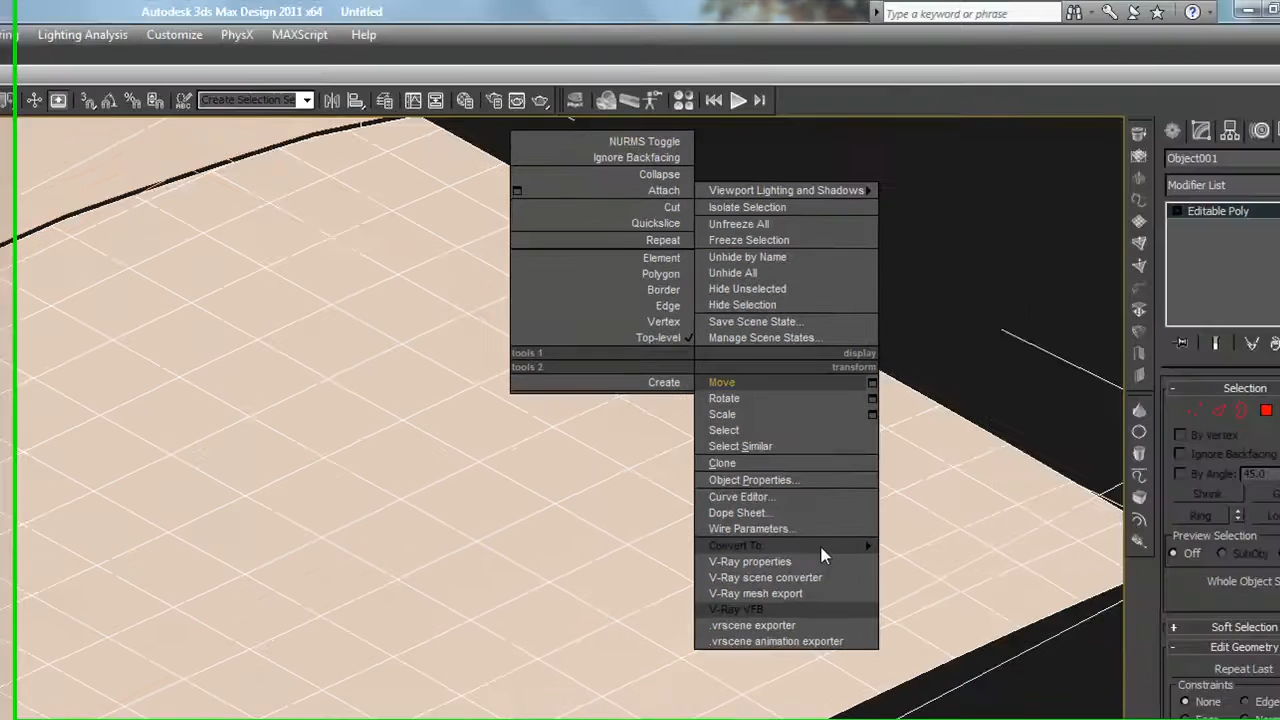 Autodesk 3ds Max Design 2011 x64 Untitled
Type a keyword or phrase
Lighting Analysis Customize PhysX MAXScript Help
Create Selection Se
NURMS Toggle
Ignore Backfacing
Collapse
Attach
Cut
Quickslice
Repeat
Element
Polygon
Border
Edge
Vertex
Top-level
tools 1
tools 2
Create
Viewport Lighting and Shadows
Isolate Selection
Unfreeze All
Freeze Selection
Unhide by Name
Unhide All
Hide Unselected
Hide Selection
Save Scene State...
Manage Scene States...
display
transform
Move
Rotate
Scale
Select
Select Similar
Clone
Object Properties...
Curve Editor...
Dope Sheet...
Wire Parameters...
Convert To:
V-Ray properties
V-Ray scene converter
V-Ray mesh export
V-Ray VFB
.vrscene exporter
.vrscene animation exporter
Object001
Modifier List
Editable Poly
Selection
By vertex
Ignore Backfacing
By Angle: 45.0
Shrink
Ring
Preview Selection
Off SubObj
Whole Object S
Soft Selection
Edit Geometry
Repeat Last
Constraints
None Edge